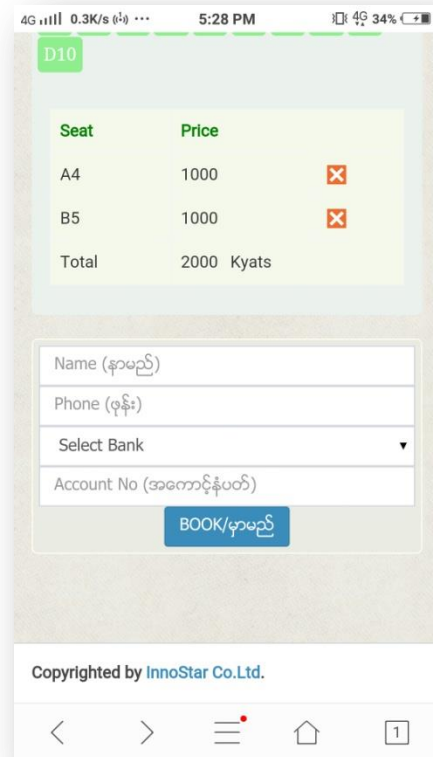 4G 0.3K/s ... 5:28 PM 4G 34%
D10
Seat Price
A4 1000
B5 1000
Total 2000 Kyats
Name (နာမည်)
Phone (ဖုန်း)
Select Bank
Account No (အကောင့်နံပတ်)
BOOK/မှာမည်
Copyrighted by InnoStar Co.Ltd.
1